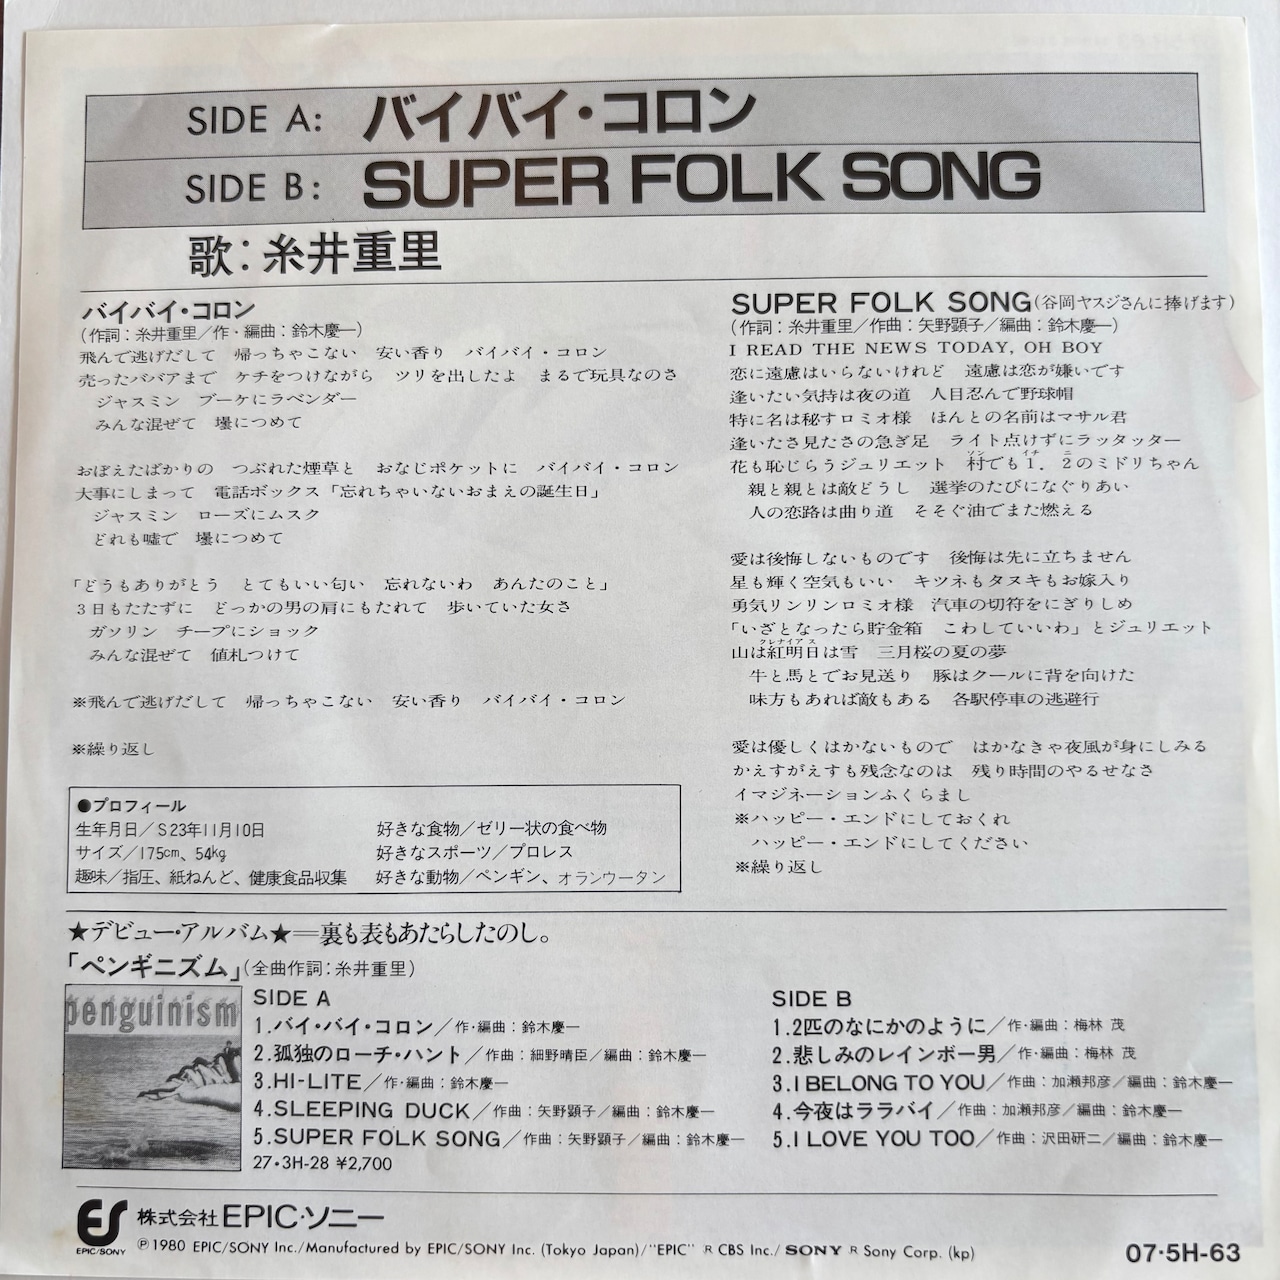 SIDE A: バイバイ・コロン
SIDE B: SUPER FOLK SONG
歌：糸井重里
バイバイ・コロン
(作詞：糸井重里／作・編曲：鈴木慶一)
飛んで逃げだして　帰っちゃこない　安い香り　バイバイ・コロン
売ったババアまで　ケチをつけながら　ツリを出したよ　まるで玩具なのさ
ジャスミン　ブーケにラベンダー
みんな混ぜて　壜につめて
おぼえたばかりの　つぶれた煙草と　おなじポケットに　バイバイ・コロン
大事にしまって　電話ボックス「忘れちゃいないおまえの誕生日」
ジャスミン　ローズにムスク
どれも嘘で　壜につめて
「どうもありがとう　とてもいい匂い　忘れないわ　あんたのこと」
3日もたたずに　どっかの男の肩にもたれて　歩いていた女さ
ガソリン　チープにショック
みんな混ぜて　値札つけて
※飛んで逃げだして　帰っちゃこない　安い香り　バイバイ・コロン
※繰り返し
●プロフィール
生年月日／S23年11月10日　好きな食物／ゼリー状の食べ物
サイズ／175cm、54kg　好きなスポーツ／プロレス
趣味／指圧、紙ねんど、健康食品収集　好きな動物／ペンギン、オランウータン
SUPER FOLK SONG(谷岡ヤスジさんに捧げます)
(作詞：糸井重里／作曲：矢野顕子／編曲：鈴木慶一)
I READ THE NEWS TODAY, OH BOY
恋に遠慮はいらないけれど　遠慮は恋が嫌いです
逢いたい気持は夜の道　人目忍んで野球帽
特に名は秘すロミオ様　ほんとの名前はマサル君
逢いたさ見たさの急ぎ足　ライト点けずにラッタッター
ソン　イチ　ニ
花も恥じらうジュリエット　村でも1．2のミドリちゃん
親と親とは敵どうし　選挙のたびになぐりあい
人の恋路は曲り道　そそぐ油でまた燃える
愛は後悔しないものです　後悔は先に立ちません
星も輝く空気もいい　キツネもタヌキもお嫁入り
勇気リンリンロミオ様　汽車の切符をにぎりしめ
「いざとなったら貯金箱　こわしていいわ」とジュリエット
クレナイアス
山は紅明日は雪　三月桜の夏の夢
牛と馬とでお見送り　豚はクールに背を向けた
味方もあれば敵もある　各駅停車の逃避行
愛は優しくはかないもので　はかなきゃ夜風が身にしみる
かえすがえすも残念なのは　残り時間のやるせなさ
イマジネーションふくらまし
※ハッピー・エンドにしておくれ
ハッピー・エンドにしてください
※繰り返し
★デビュー・アルバム★＝裏も表もあたらしたのし。
「ペンギニズム」(全曲作詞：糸井重里)
penguinism
SIDE A
1.バイ・バイ・コロン／作・編曲：鈴木慶一
2.孤独のローチ・ハント／作曲：細野晴臣／編曲：鈴木慶一
3.HI-LITE／作・編曲：鈴木慶一
4.SLEEPING DUCK／作曲：矢野顕子／編曲：鈴木慶一
5.SUPER FOLK SONG／作曲：矢野顕子／編曲：鈴木慶一
27・3H-28 ¥2,700
SIDE B
1.2匹のなにかのように／作・編曲：梅林 茂
2.悲しみのレインボー男／作・編曲：梅林 茂
3.I BELONG TO YOU／作曲：加瀬邦彦／編曲：鈴木慶一
4.今夜はララバイ／作曲：加瀬邦彦／編曲：鈴木慶一
5.I LOVE YOU TOO／作曲：沢田研二／編曲：鈴木慶一
ES 株式会社EPIC・ソニー
EPIC/SONY ℗1980 EPIC/SONY Inc./Manufactured by EPIC/SONY Inc. (Tokyo Japan)/"EPIC" ® CBS Inc./SONY ® Sony Corp. (kp)
07・5H-63